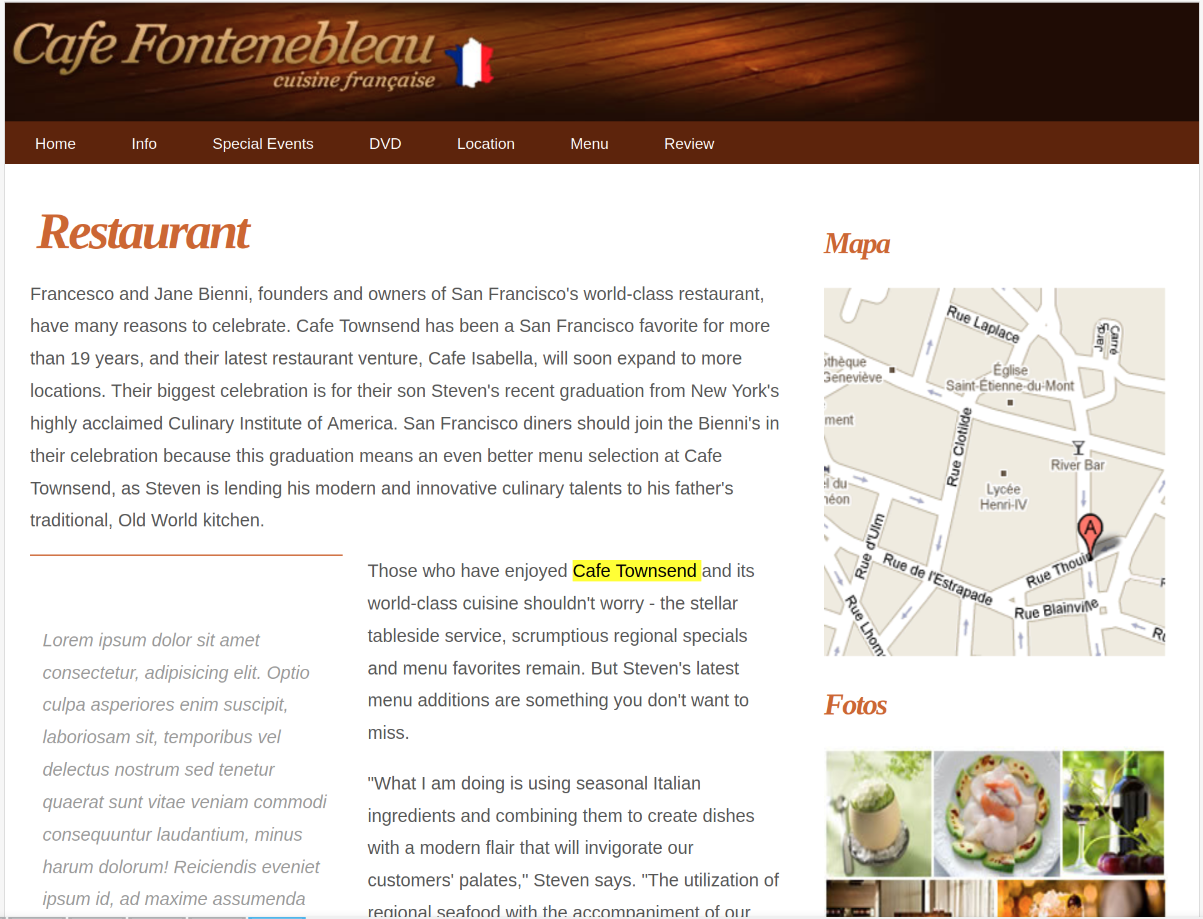 Cafe Fontenebleau
cuisine française
Home Info Special Events DVD Location Menu Review
Restaurant
Francesco and Jane Bienni, founders and owners of San Francisco's world-class restaurant,
have many reasons to celebrate. Cafe Townsend has been a San Francisco favorite for more
than 19 years, and their latest restaurant venture, Cafe Isabella, will soon expand to more
locations. Their biggest celebration is for their son Steven's recent graduation from New York's
highly acclaimed Culinary Institute of America. San Francisco diners should join the Bienni's in
their celebration because this graduation means an even better menu selection at Cafe
Townsend, as Steven is lending his modern and innovative culinary talents to his father's
traditional, Old World kitchen.
Lorem ipsum dolor sit amet
consectetur, adipisicing elit. Optio
culpa asperiores enim suscipit,
laboriosam sit, temporibus vel
delectus nostrum sed tenetur
quaerat sunt vitae veniam commodi
consequuntur laudantium, minus
harum dolorum! Reiciendis eveniet
ipsum id, ad maxime assumenda
Those who have enjoyed Cafe Townsend and its
world-class cuisine shouldn't worry - the stellar
tableside service, scrumptious regional specials
and menu favorites remain. But Steven's latest
menu additions are something you don't want to
miss.
"What I am doing is using seasonal Italian
ingredients and combining them to create dishes
with a modern flair that will invigorate our
customers' palates," Steven says. "The utilization of
regional seafood with the accompaniment of our
Mapa
Rue Laplace
Carré
othèque
Geneviève
Église
Saint-Étienne-du-Mont
ment
Rue Clotilde
River Bar
el du
héon
Lycée
Henri-IV
A
Rue d'Ulm
Rue Thouin
Rue de l'Estrapade
Rue Blainville
Rue Lhom
Ru
Fotos